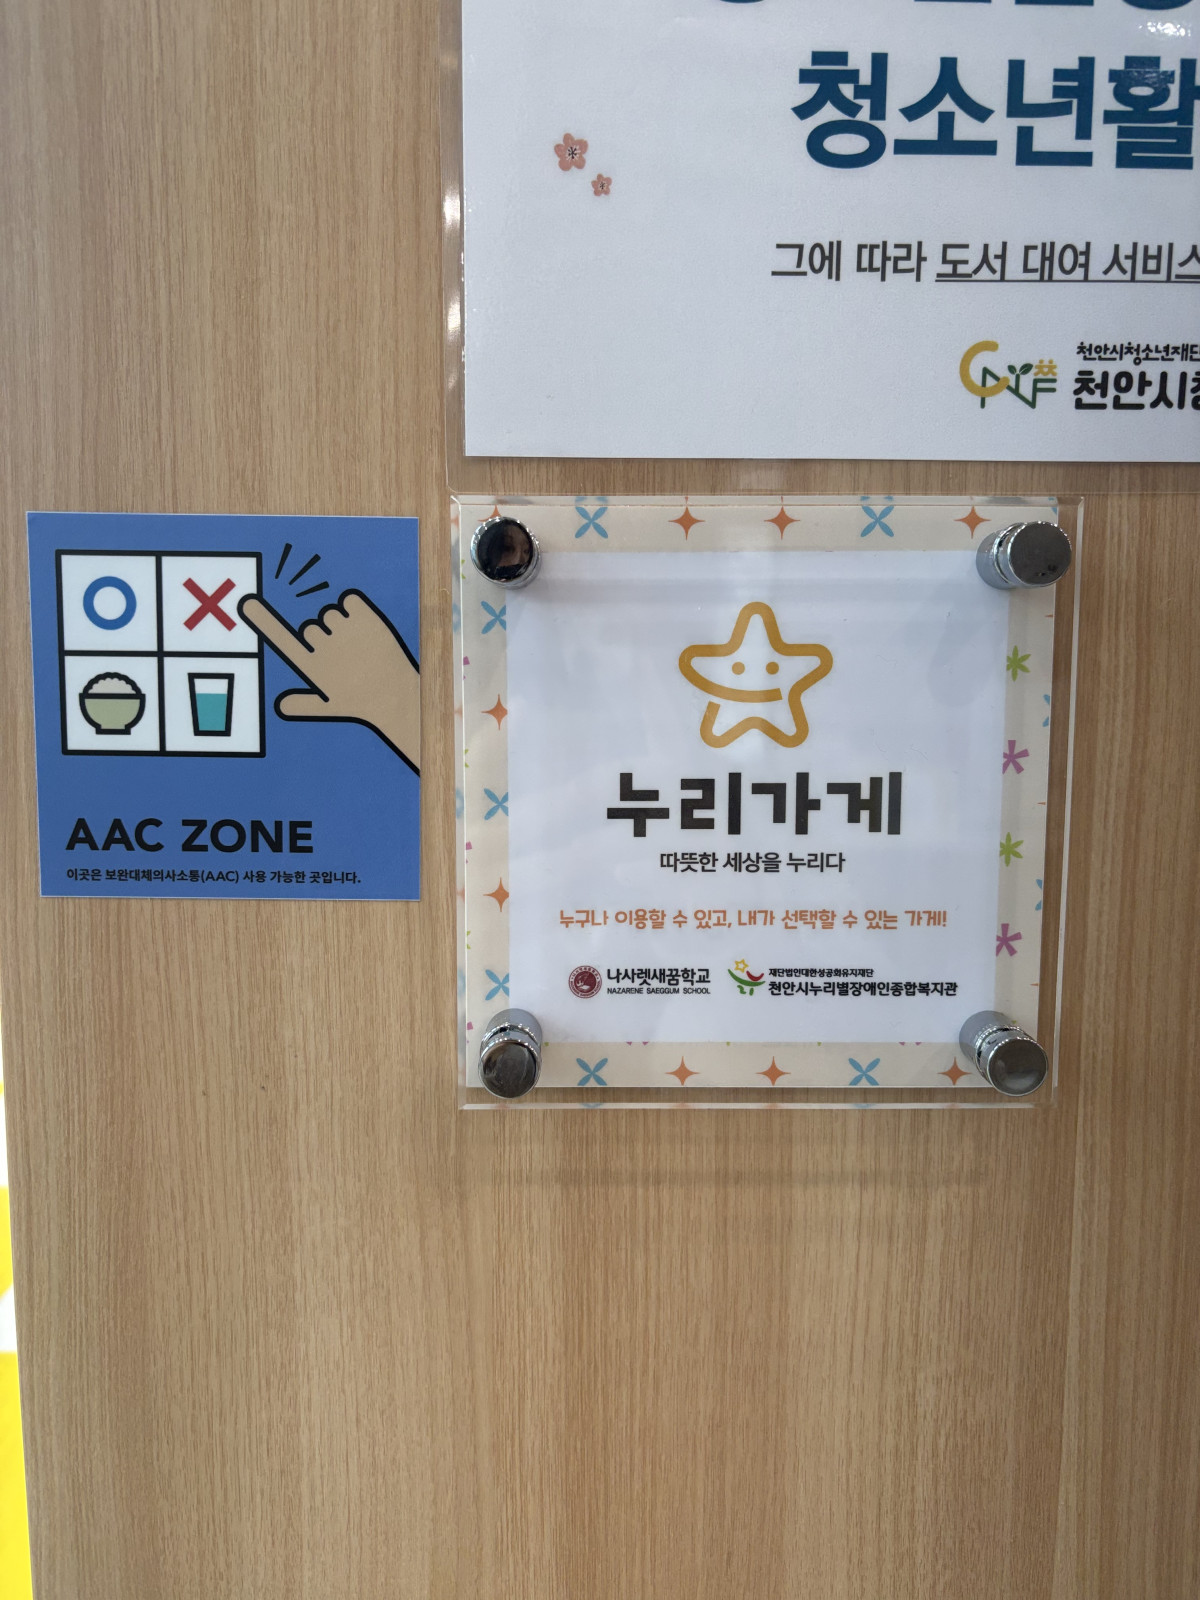 청소년활
그에 따라 도서 대여 서비스
천안시청소년재단
CNYF
천안시청
AAC ZONE
이곳은 보완대체의사소통(AAC) 사용 가능한 곳입니다.
누리가게
따뜻한 세상을 누리다
누구나 이용할 수 있고, 내가 선택할 수 있는 가게!
나사렛새꿈학교
NAZARENE SAEGGUM SCHOOL
재단법인대한성공회유지재단
천안시누리별장애인종합복지관